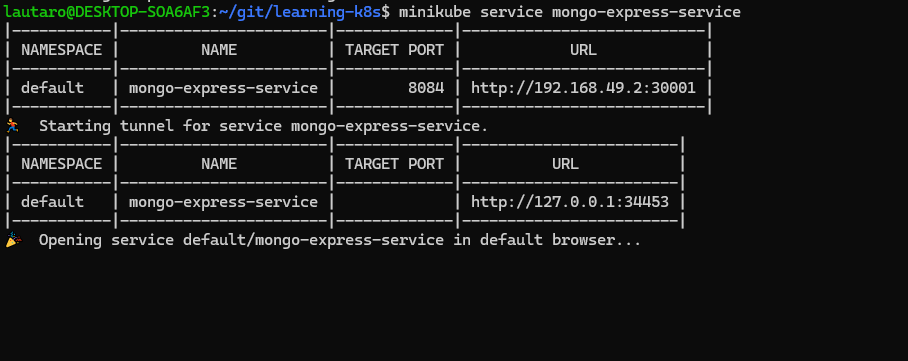 lautaro@DESKTOP-SOA6AF3:~/git/learning-k8s$ minikube service mongo-express-service
|-----------|-----------------------|-------------|---------------------------|
| NAMESPACE |         NAME          | TARGET PORT |            URL            |
|-----------|-----------------------|-------------|---------------------------|
| default   | mongo-express-service |        8084 | http://192.168.49.2:30001 |
|-----------|-----------------------|-------------|---------------------------|
🏃  Starting tunnel for service mongo-express-service.
|-----------|-----------------------|-------------|------------------------|
| NAMESPACE |         NAME          | TARGET PORT |          URL           |
|-----------|-----------------------|-------------|------------------------|
| default   | mongo-express-service |             | http://127.0.0.1:34453 |
|-----------|-----------------------|-------------|------------------------|
🎉  Opening service default/mongo-express-service in default browser...